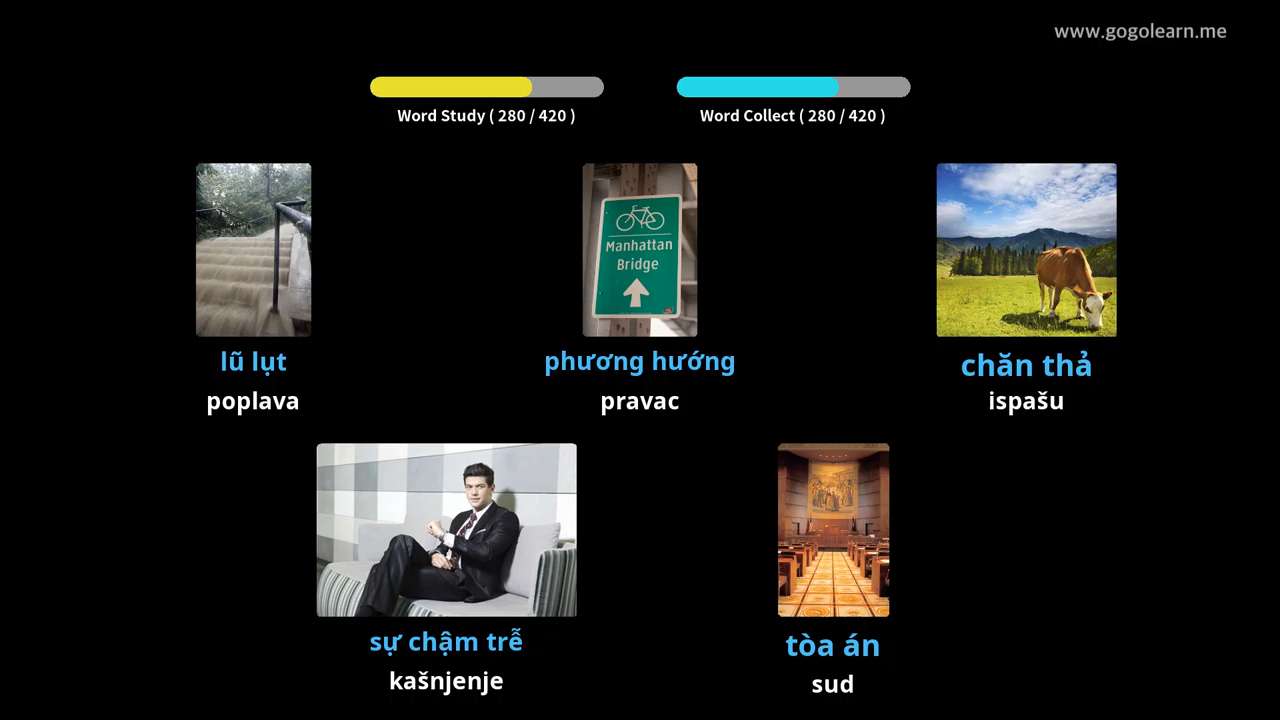 www.gogolearn.me
Word Study ( 280 / 420 )
Word Collect ( 280 / 420 )
Manhattan
Bridge
lũ lụt
phương hướng
chăn thả
poplava
pravac
ispašu
sự chậm trễ
tòa án
kašnjenje
sud